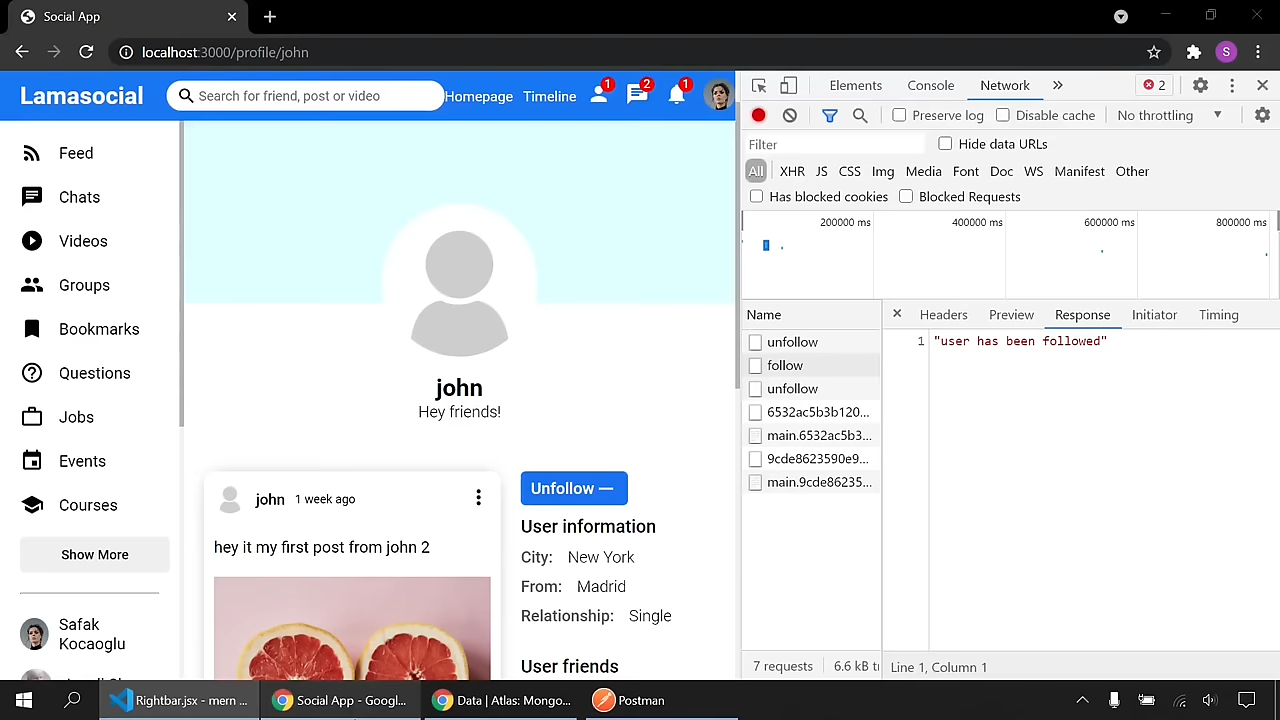 Social App
localhost:3000/profile/john
S
Lamasocial
Search for friend, post or video
Homepage
Timeline
1
2
1
Feed
Chats
Videos
Groups
Bookmarks
Questions
Jobs
Events
Courses
Show More
Safak
Kocaoglu
john
Hey friends!
john 1 week ago
hey it my first post from john 2
Unfollow —
User information
City: New York
From: Madrid
Relationship: Single
User friends
Elements Console Network » 2
Preserve log Disable cache No throttling
Filter
Hide data URLs
All XHR JS CSS Img Media Font Doc WS Manifest Other
Has blocked cookies Blocked Requests
200000 ms 400000 ms 600000 ms 800000 ms
Name
unfollow
follow
unfollow
6532ac5b3b120...
main.6532ac5b3...
9cde8623590e9...
main.9cde86235...
Headers Preview Response Initiator Timing
1 "user has been followed"
7 requests 6.6 kB
Line 1, Column 1
Rightbar.jsx - mern ...
Social App - Googl...
Data | Atlas: Mongo...
Postman